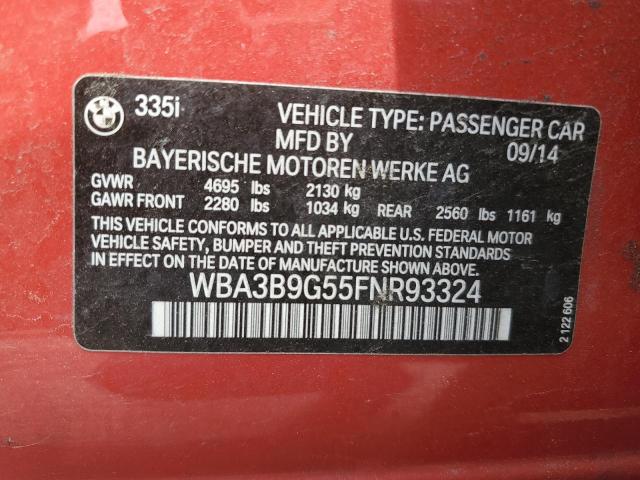 BMW
335i VEHICLE TYPE: PASSENGER CAR
MFD BY 09/14
BAYERISCHE MOTOREN WERKE AG
GVWR 4695 lbs 2130 kg
GAWR FRONT 2280 lbs 1034 kg REAR 2560 lbs 1161 kg
THIS VEHICLE CONFORMS TO ALL APPLICABLE U.S. FEDERAL MOTOR
VEHICLE SAFETY, BUMPER AND THEFT PREVENTION STANDARDS
IN EFFECT ON THE DATE OF MANUFACTURE SHOWN ABOVE.
WBA3B9G55FNR93324
2 122 606